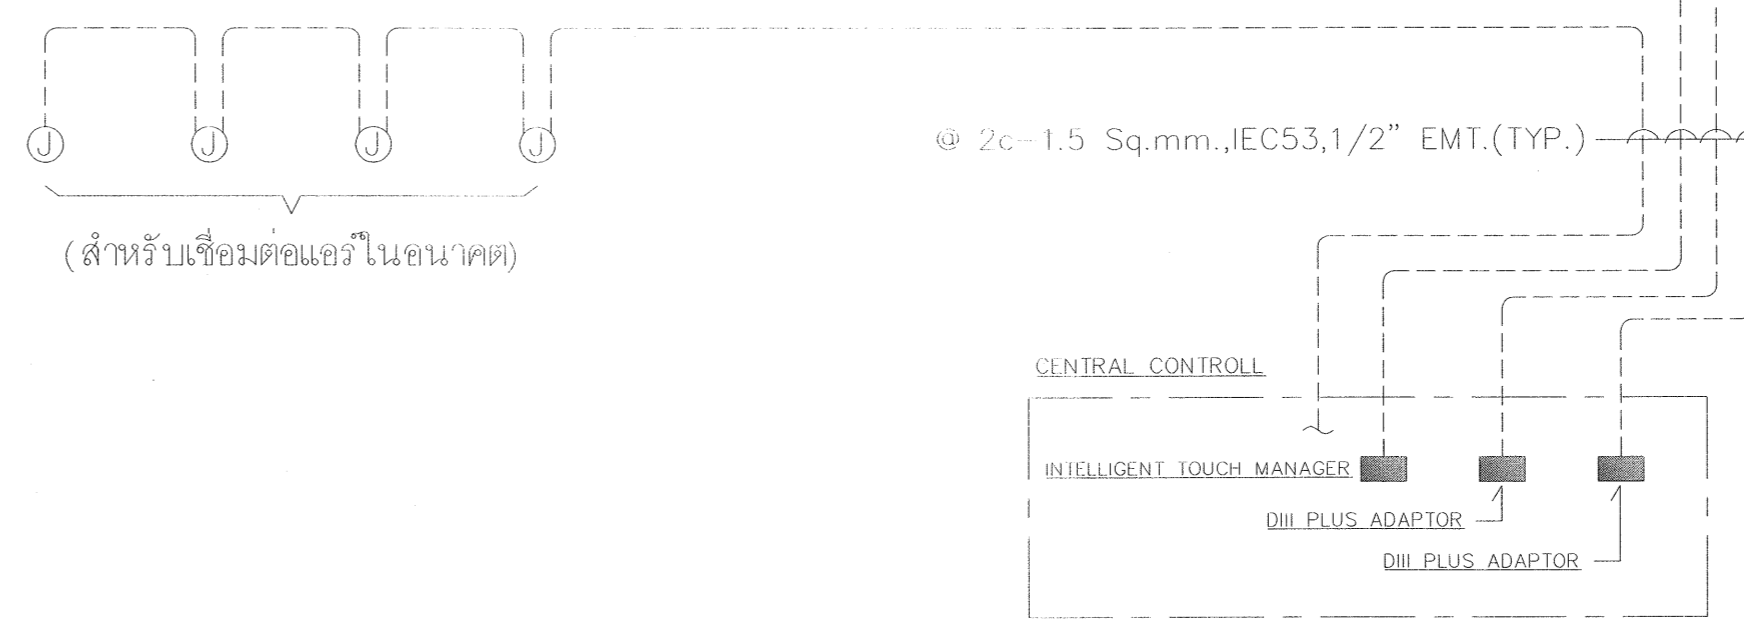 J J J J
@ 2c-1.5 Sq.mm.,IEC53,1/2" EMT.(TYP.)
(สำหรับเชื่อมต่อแอร์ในอนาคต)
CENTRAL CONTROLL
INTELLIGENT TOUCH MANAGER
DIII PLUS ADAPTOR
DIII PLUS ADAPTOR